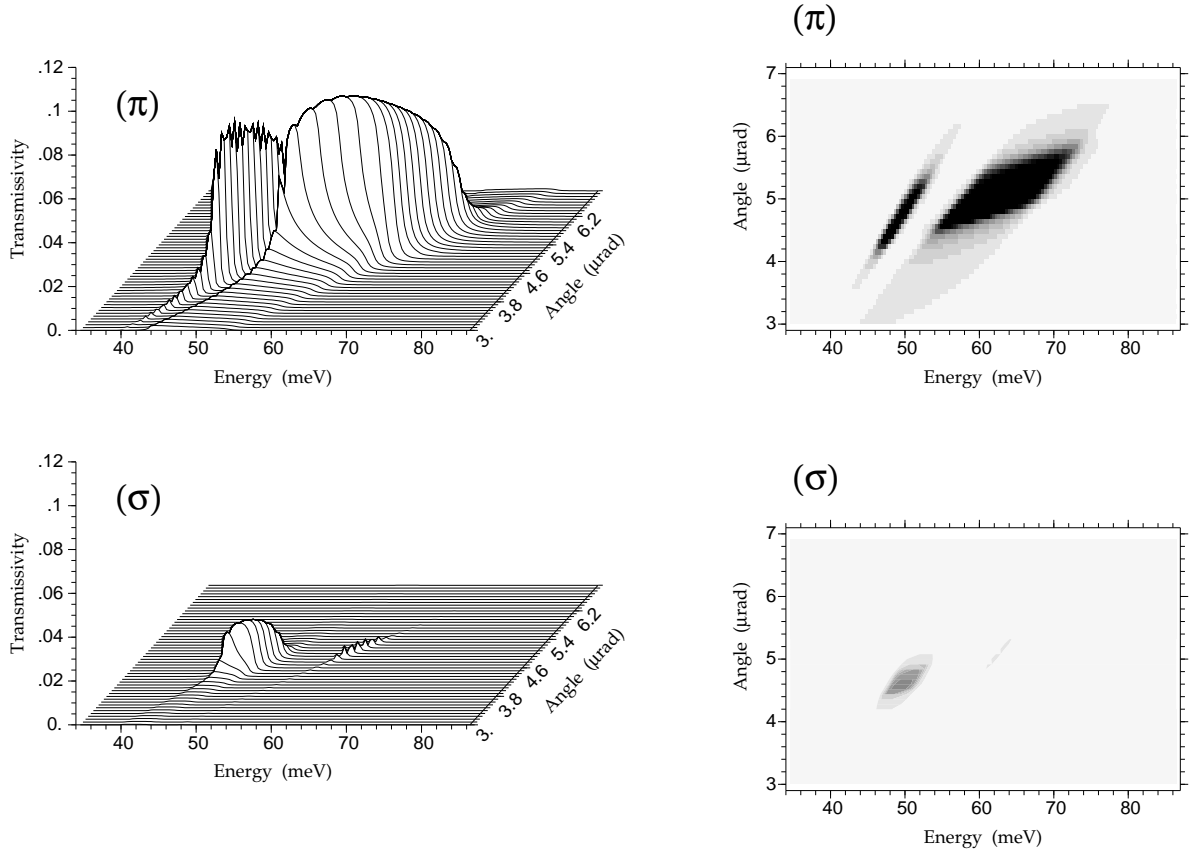 (π)
.12
.1
.08
.06
.04
.02
0.
Transmissivity
(π)
40 50 60 70 80
Energy (meV)
3. 3.8 4.6 5.4 6.2
Angle (μrad)
7
6
5
4
3
Angle (μrad)
40 50 60 70 80
Energy (meV)
(σ)
.12
.1
.08
.06
.04
.02
0.
Transmissivity
(σ)
40 50 60 70 80
Energy (meV)
3. 3.8 4.6 5.4 6.2
Angle (μrad)
7
6
5
4
3
Angle (μrad)
40 50 60 70 80
Energy (meV)